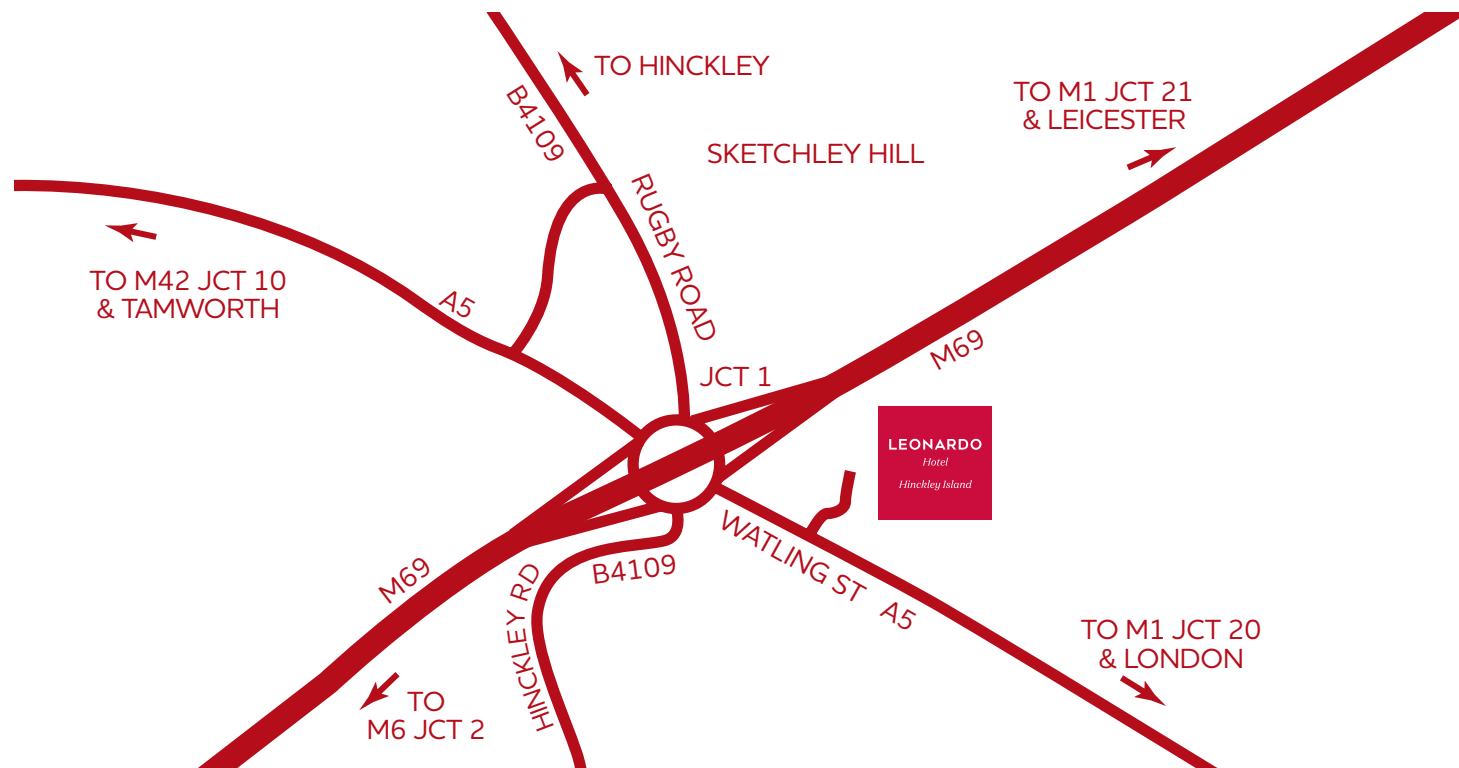 TO HINCKLEY
B4109
TO M1 JCT 21
& LEICESTER
SKETCHLEY HILL
RUGBY ROAD
TO M42 JCT 10
& TAMWORTH
A5
JCT 1
M69
LEONARDO
Hotel
Hinckley Island
WATLING ST A5
M69
B4109
HINCKLEY RD
TO M1 JCT 20
& LONDON
TO
M6 JCT 2